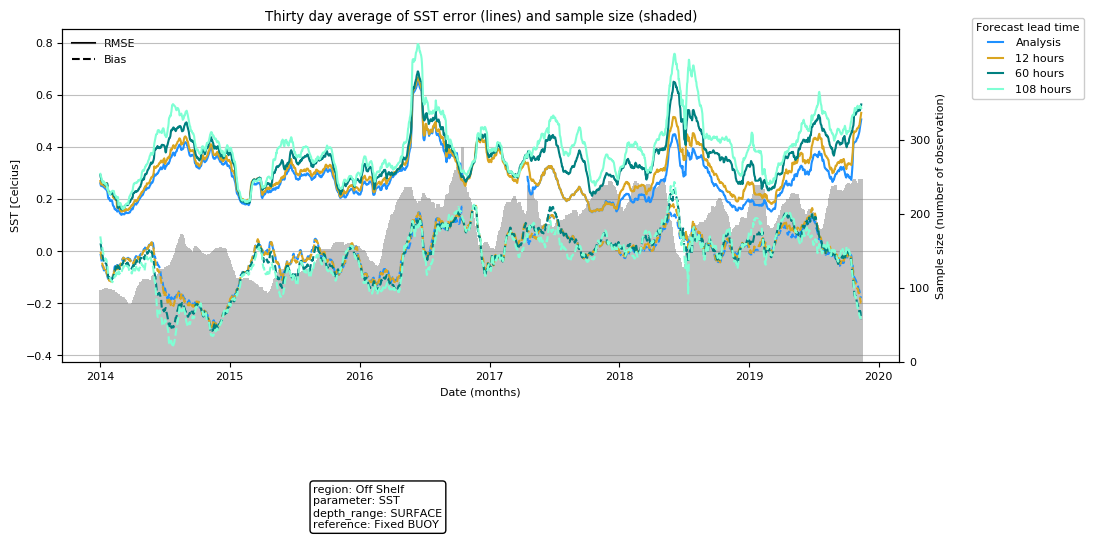 Thirty day average of SST error (lines) and sample size (shaded)
RMSE
Bias
Forecast lead time
Analysis
12 hours
60 hours
108 hours
SST [Celcius]
0.8
0.6
0.4
0.2
0.0
−0.2
−0.4
Sample size (number of observation)
300
200
100
0
2014 2015 2016 2017 2018 2019 2020
Date (months)
region: Off Shelf
parameter: SST
depth_range: SURFACE
reference: Fixed BUOY